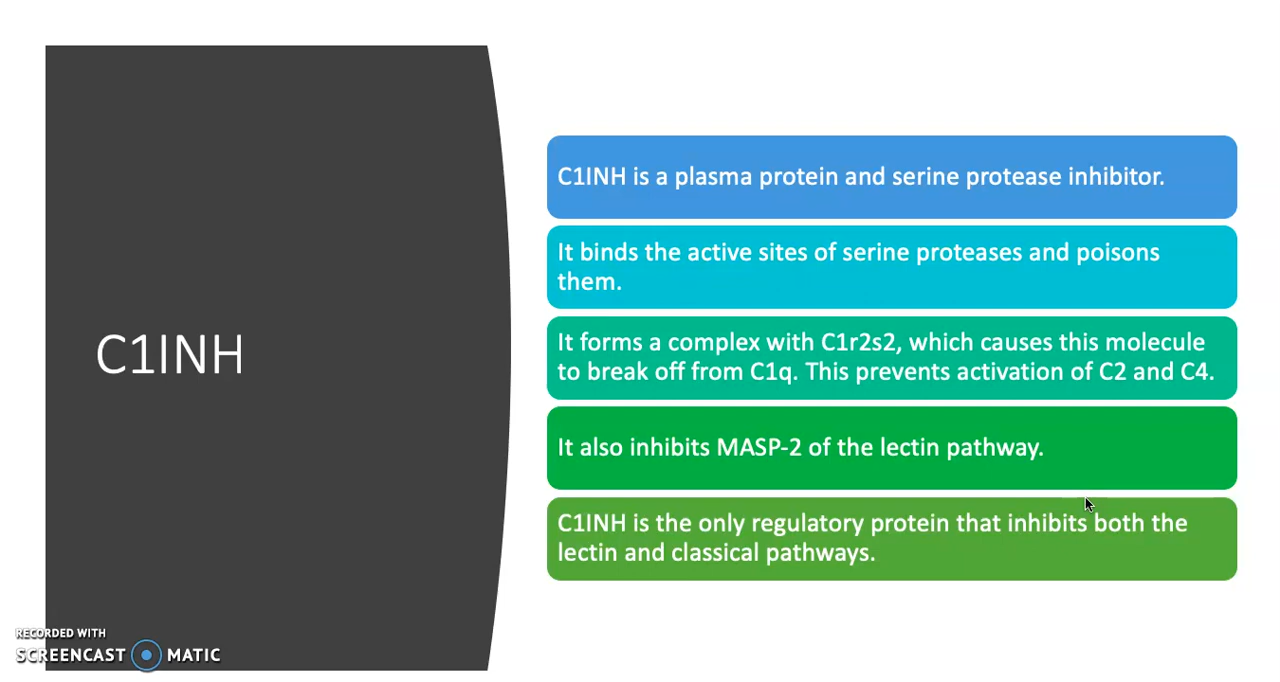 C1INH
C1INH is a plasma protein and serine protease inhibitor.
It binds the active sites of serine proteases and poisons
them.
It forms a complex with C1r2s2, which causes this molecule
to break off from C1q. This prevents activation of C2 and C4.
It also inhibits MASP-2 of the lectin pathway.
C1INH is the only regulatory protein that inhibits both the
lectin and classical pathways.
RECORDED WITH
SCREENCAST MATIC